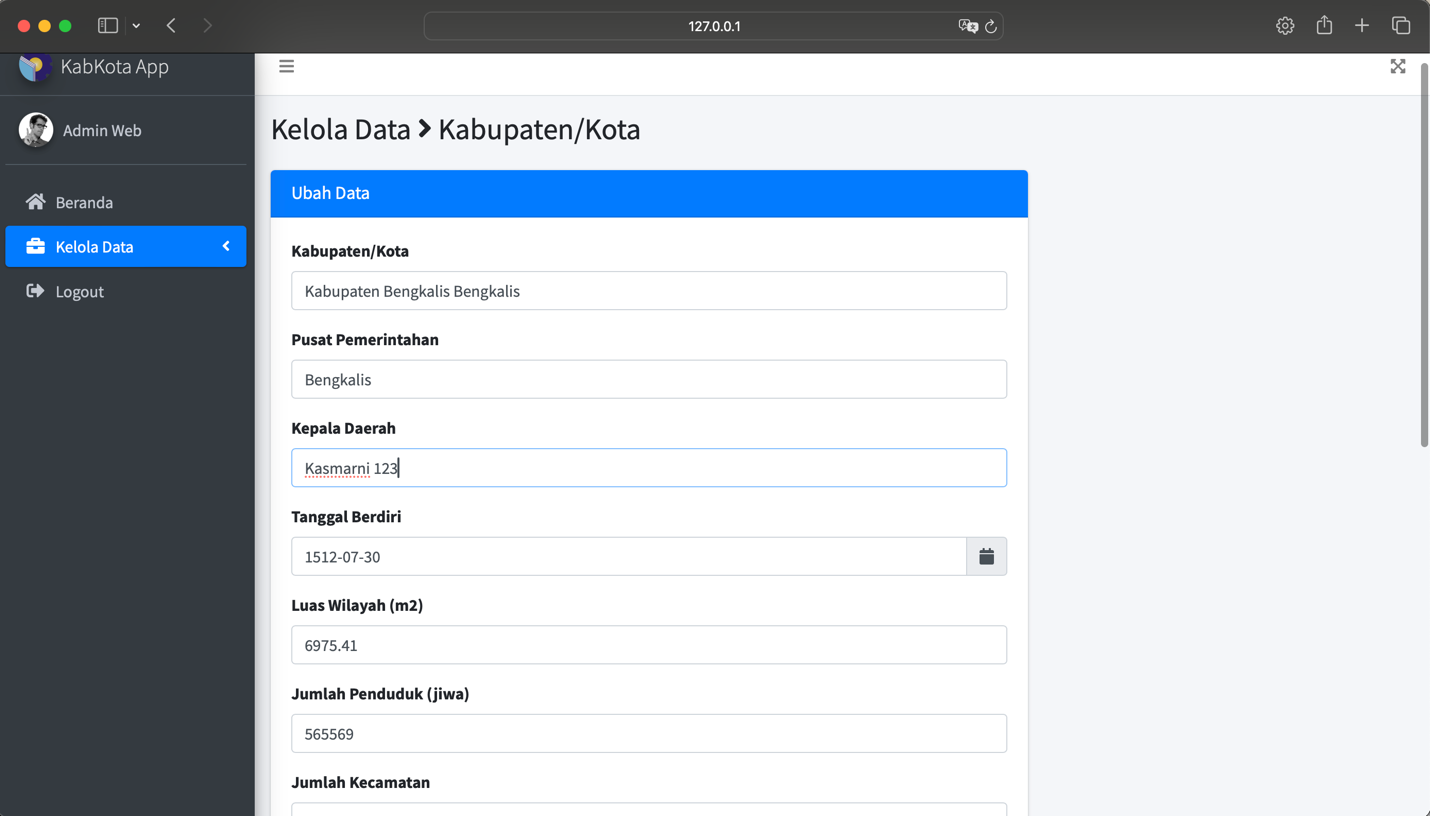 127.0.0.1
KabKota App
Admin Web
Beranda
Kelola Data
Logout
Kelola Data > Kabupaten/Kota
Ubah Data
Kabupaten/Kota
Kabupaten Bengkalis Bengkalis
Pusat Pemerintahan
Bengkalis
Kepala Daerah
Kasmarni 123
Tanggal Berdiri
1512-07-30
Luas Wilayah (m2)
6975.41
Jumlah Penduduk (jiwa)
565569
Jumlah Kecamatan